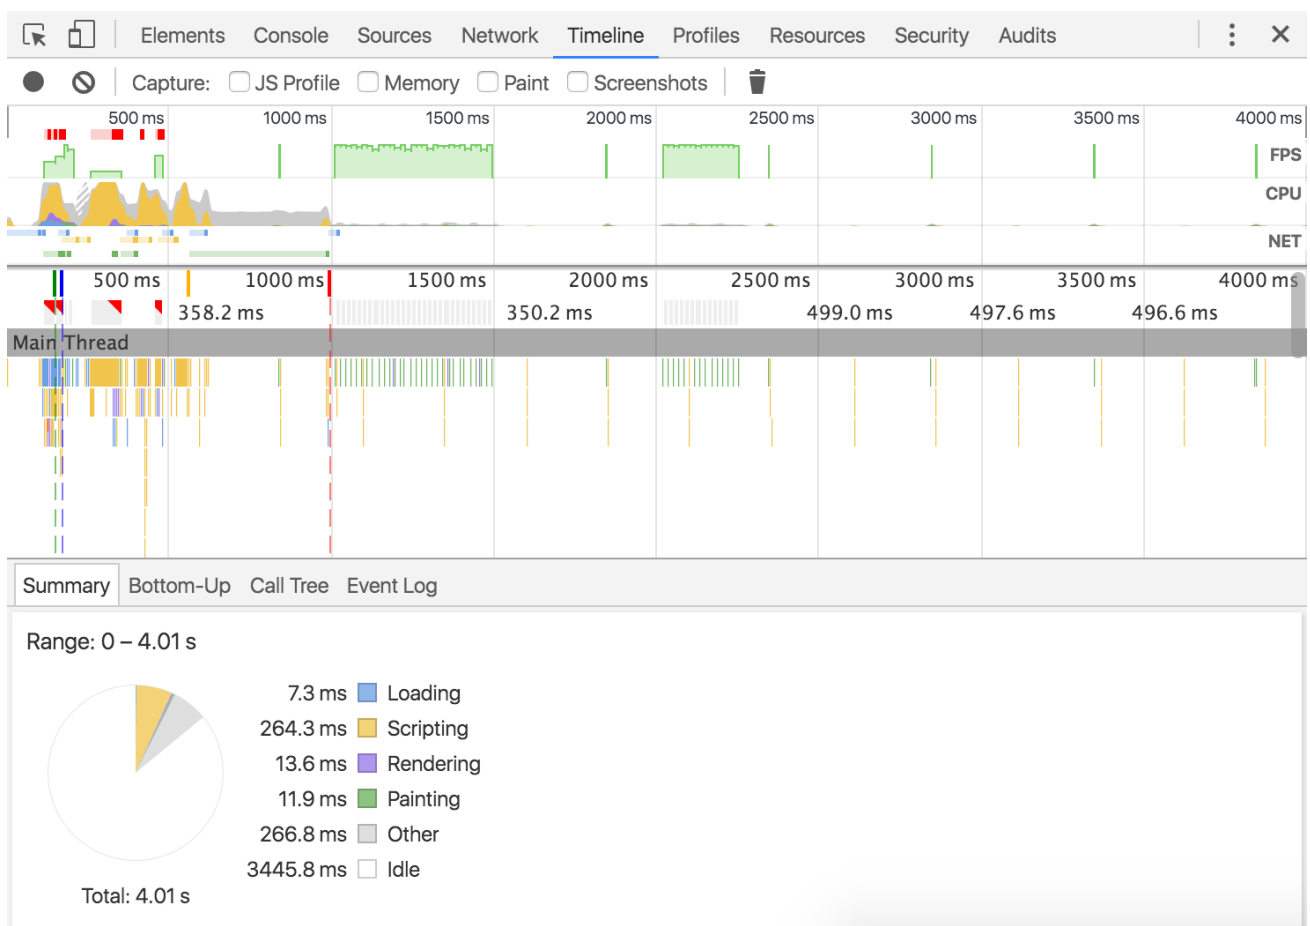 Elements Console Sources Network Timeline Profiles Resources Security Audits
Capture: JS Profile Memory Paint Screenshots
500 ms 1000 ms 1500 ms 2000 ms 2500 ms 3000 ms 3500 ms 4000 ms
FPS
CPU
NET
500 ms 1000 ms 1500 ms 2000 ms 2500 ms 3000 ms 3500 ms 4000 ms
358.2 ms 350.2 ms 499.0 ms 497.6 ms 496.6 ms
Main Thread
Summary Bottom-Up Call Tree Event Log
Range: 0 – 4.01 s
7.3 ms Loading
264.3 ms Scripting
13.6 ms Rendering
11.9 ms Painting
266.8 ms Other
3445.8 ms Idle
Total: 4.01 s